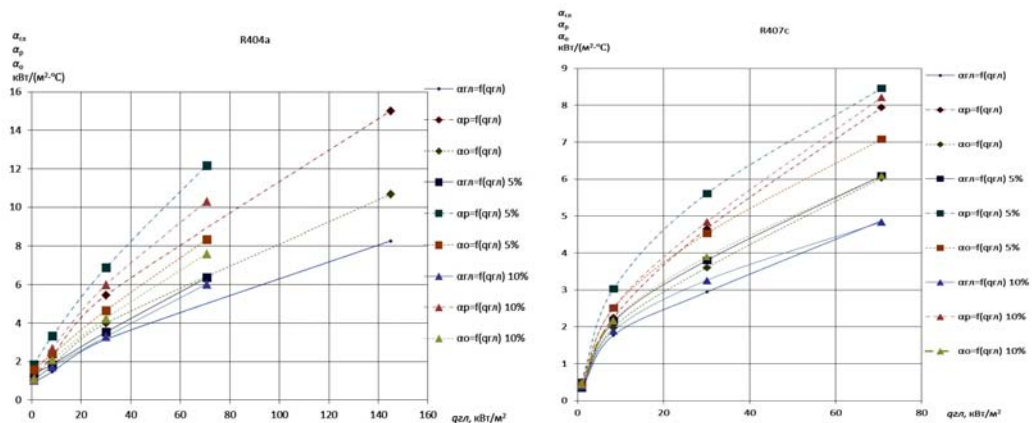 αгл
αр
αо
кВт/(м²·°С)
R404a
16
14
12
10
8
6
4
2
0
0 20 40 60 80 100 120 140 160
qгл, кВт/м²
αгл=f(qгл)
αр=f(qгл)
αо=f(qгл)
αгл=f(qгл) 5%
αр=f(qгл) 5%
αо=f(qгл) 5%
αгл=f(qгл) 10%
αр=f(qгл) 10%
αо=f(qгл) 10%
αгл
αр
αо
кВт/(м²·°С)
R407c
9
8
7
6
5
4
3
2
1
0
0 20 40 60 80
qгл, кВт/м²
αгл=f(qгл)
αр=f(qгл)
αо=f(qгл)
αгл=f(qгл) 5%
αр=f(qгл) 5%
αо=f(qгл) 5%
αгл=f(qгл) 10%
αр=f(qгл) 10%
αо=f(qгл) 10%